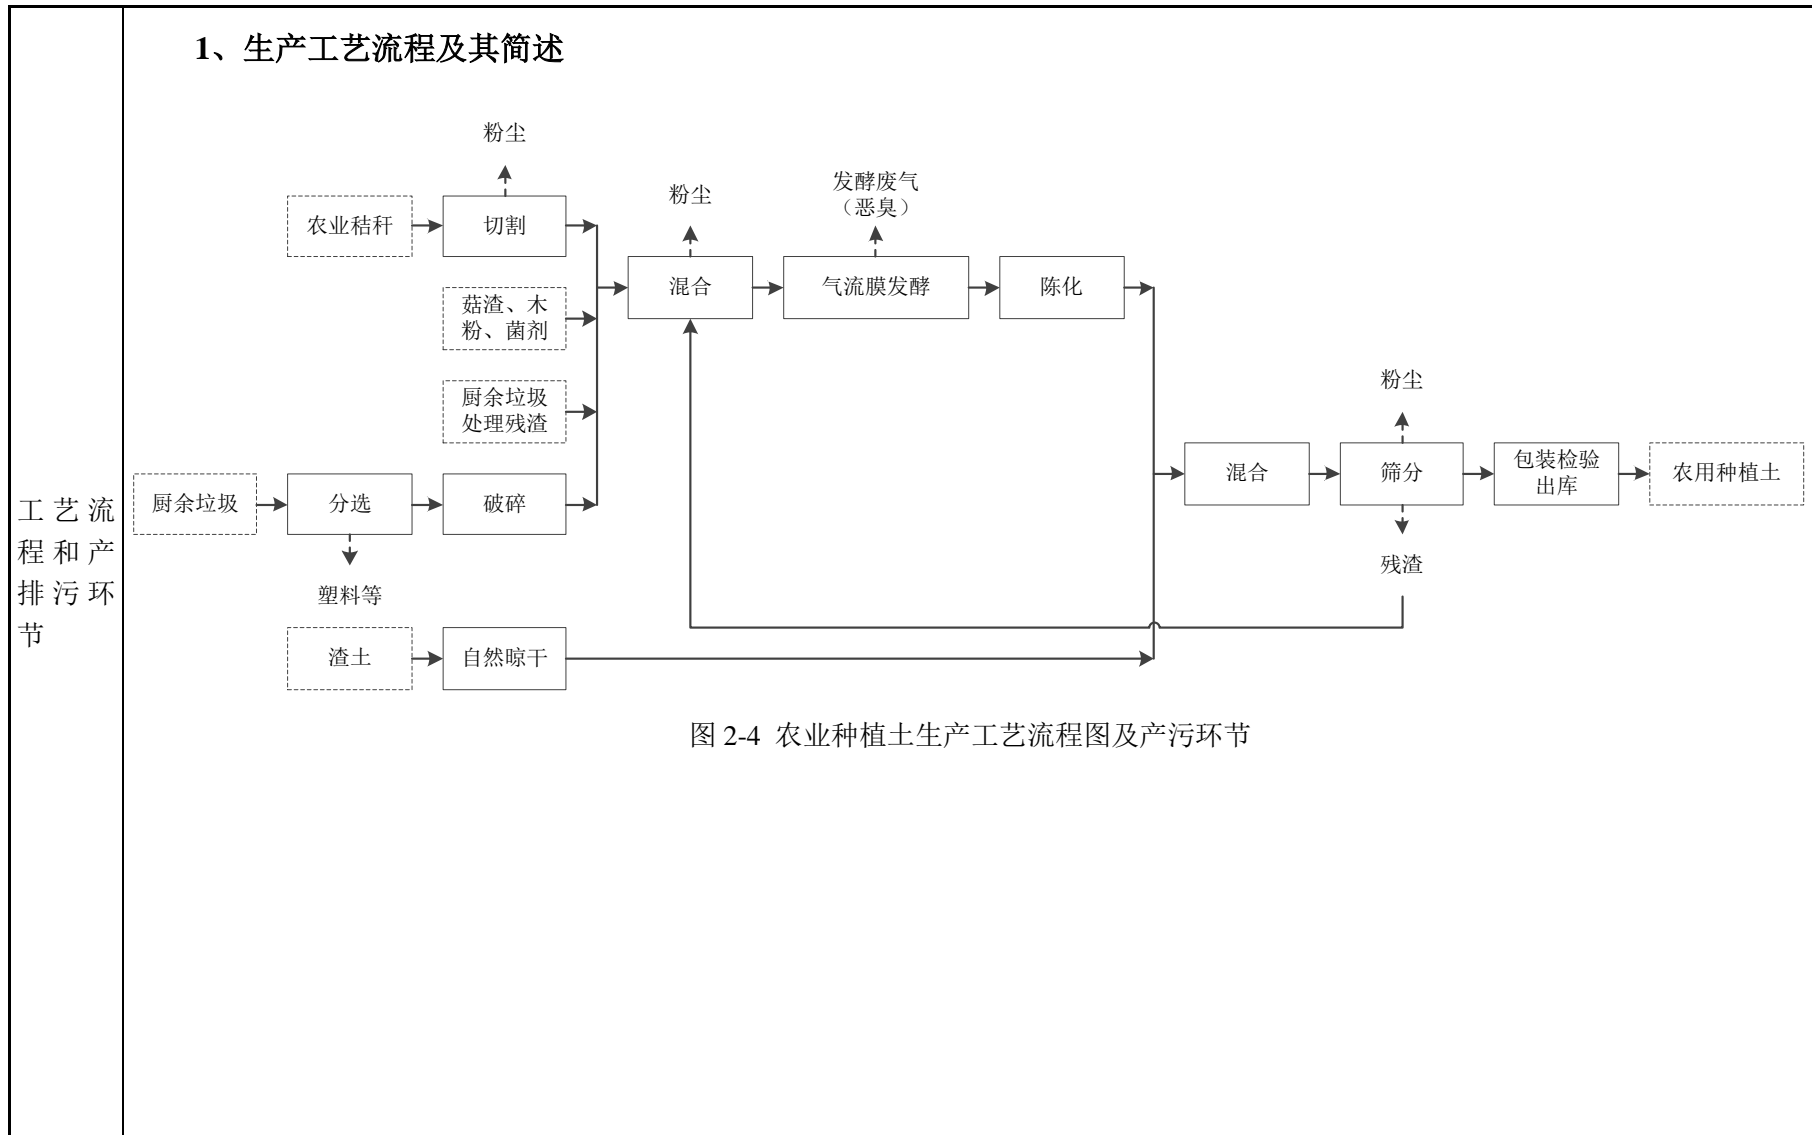 1、生产工艺流程及其简述
粉尘
农业秸秆
切割
粉尘
发酵废气
（恶臭）
混合
气流膜发酵
陈化
菇渣、木
粉、菌剂
厨余垃圾
处理残渣
粉尘
厨余垃圾
分选
破碎
混合
筛分
包装检验
出库
农用种植土
塑料等
残渣
渣土
自然晾干
工艺流
程和产
排污环
节
图 2-4 农业种植土生产工艺流程图及产污环节